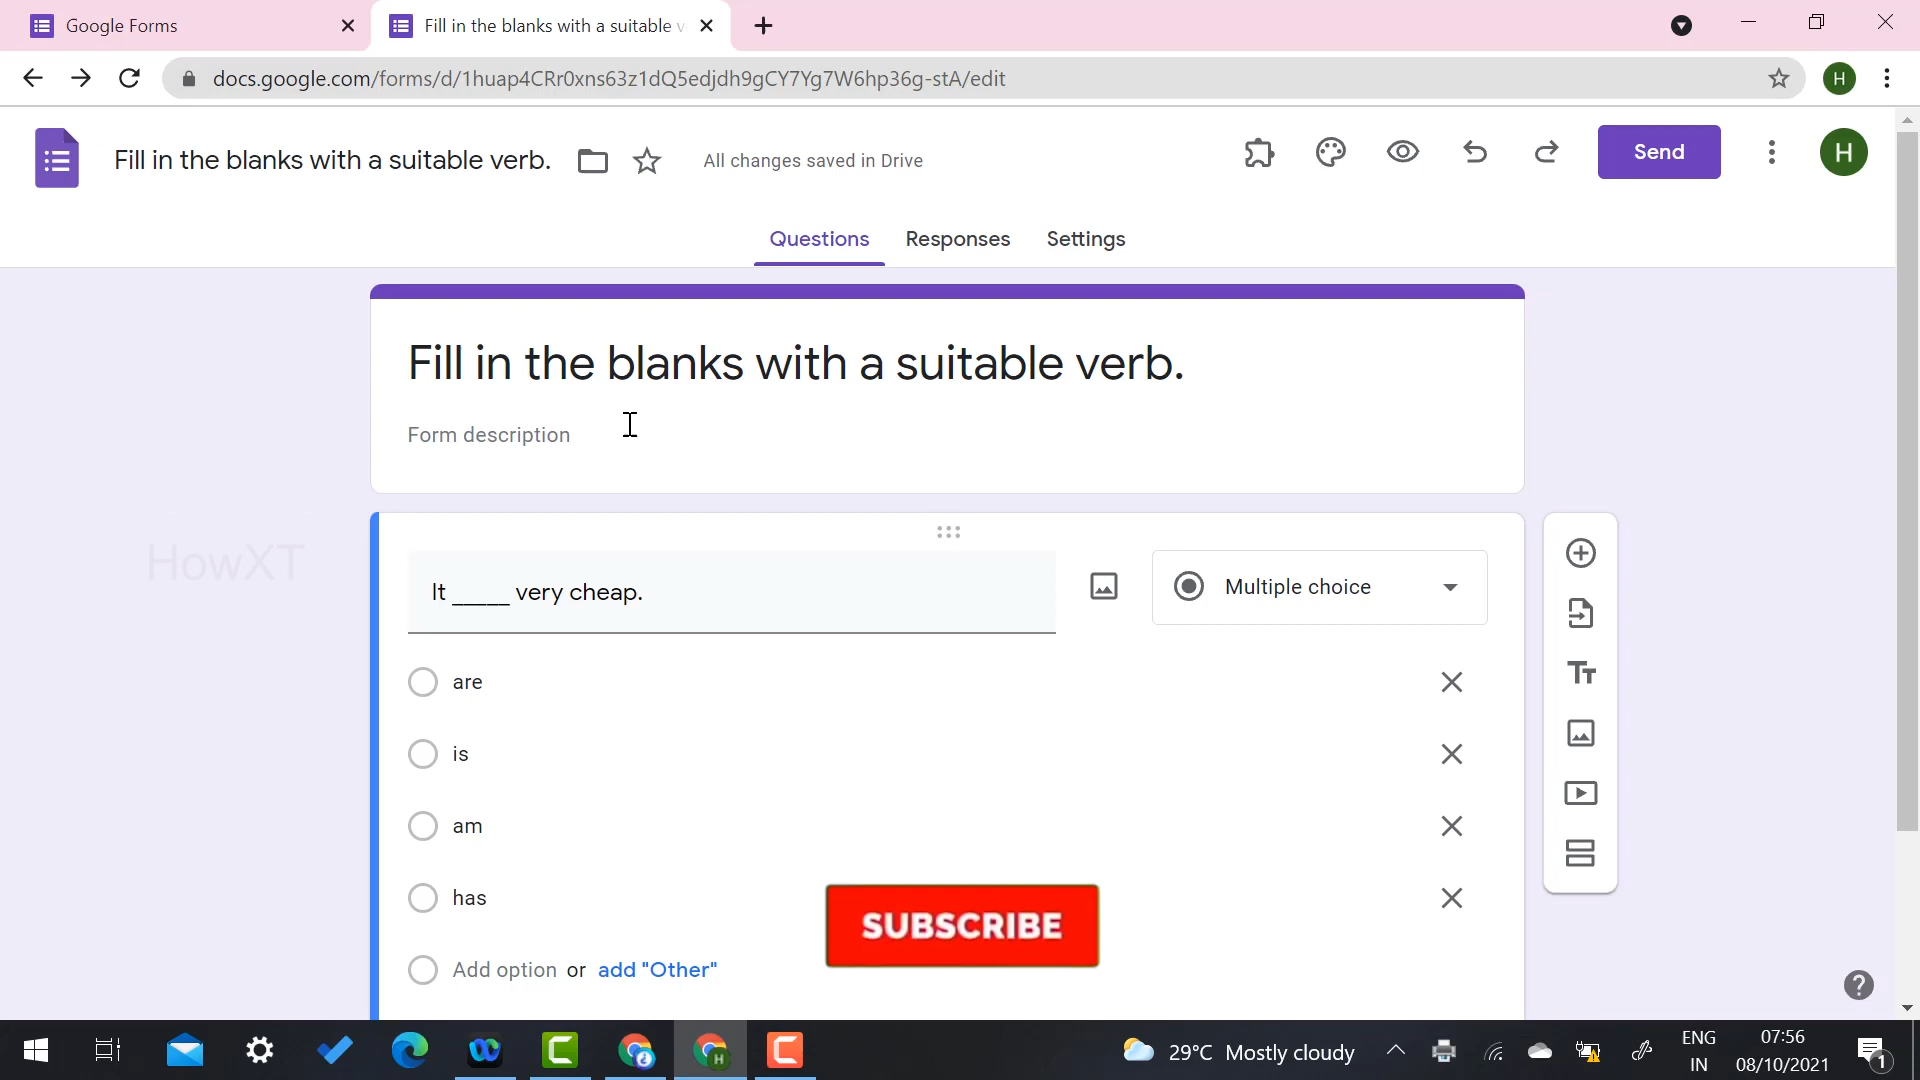 Google Forms
Fill in the blanks with a suitable v
docs.google.com/forms/d/1huap4CRr0xns63z1dQ5edjdh9gCY7Yg7W6hp36g-stA/edit
H
Fill in the blanks with a suitable verb.
All changes saved in Drive
Send
H
Questions
Responses
Settings
Fill in the blanks with a suitable verb.
Form description
HowXT
It _____ very cheap.
Multiple choice
are
is
am
has
Add option or add "Other"
SUBSCRIBE
Tт
29°C Mostly cloudy
ENG
IN
07:56
08/10/2021
1